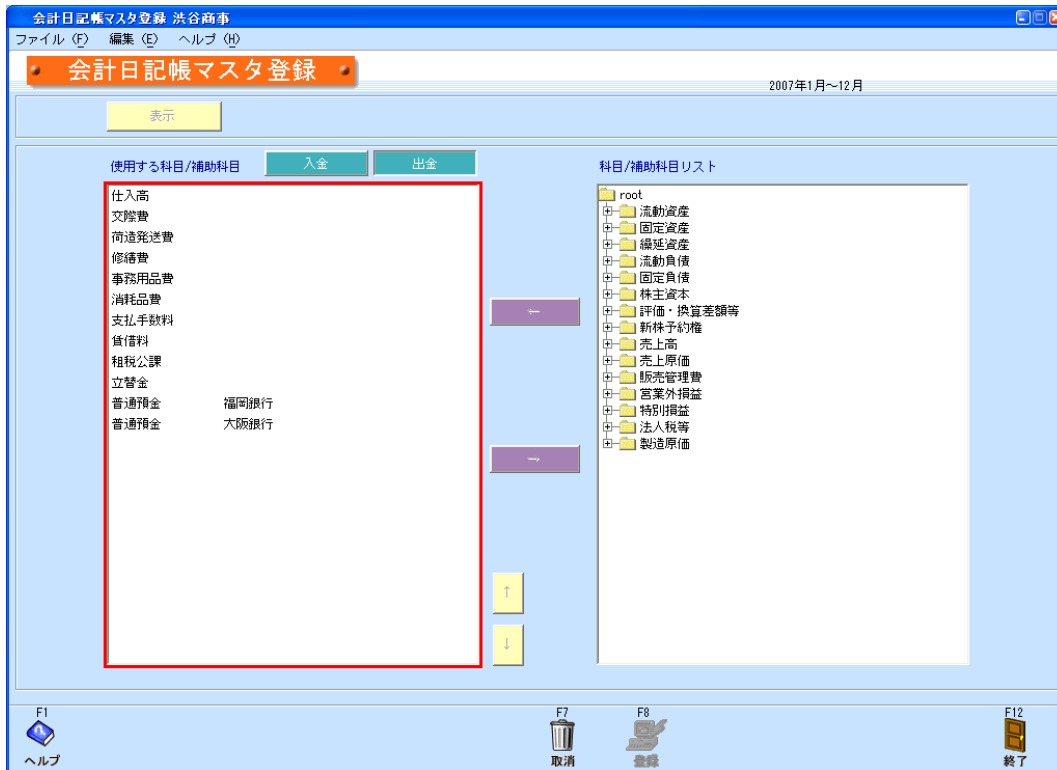 会計日記帳マスタ登録 渋谷商事
ファイル (F) 編集 (E) ヘルプ (H)
会計日記帳マスタ登録
2007年1月～12月
表示
使用する科目/補助科目 入金 出金
仕入高
交際費
荷造発送費
修繕費
事務用品費
消耗品費
支払手数料
賃借料
租税公課
立替金
普通預金 福岡銀行
普通預金 大阪銀行
←
→
↑
↓
科目/補助科目リスト
root
流動資産
固定資産
繰延資産
流動負債
固定負債
株主資本
評価・換算差額等
新株予約権
売上高
売上原価
販売管理費
営業外損益
特別損益
法人税等
製造原価
F1 F7 F8 F12
ヘルプ 取消 登録 終了